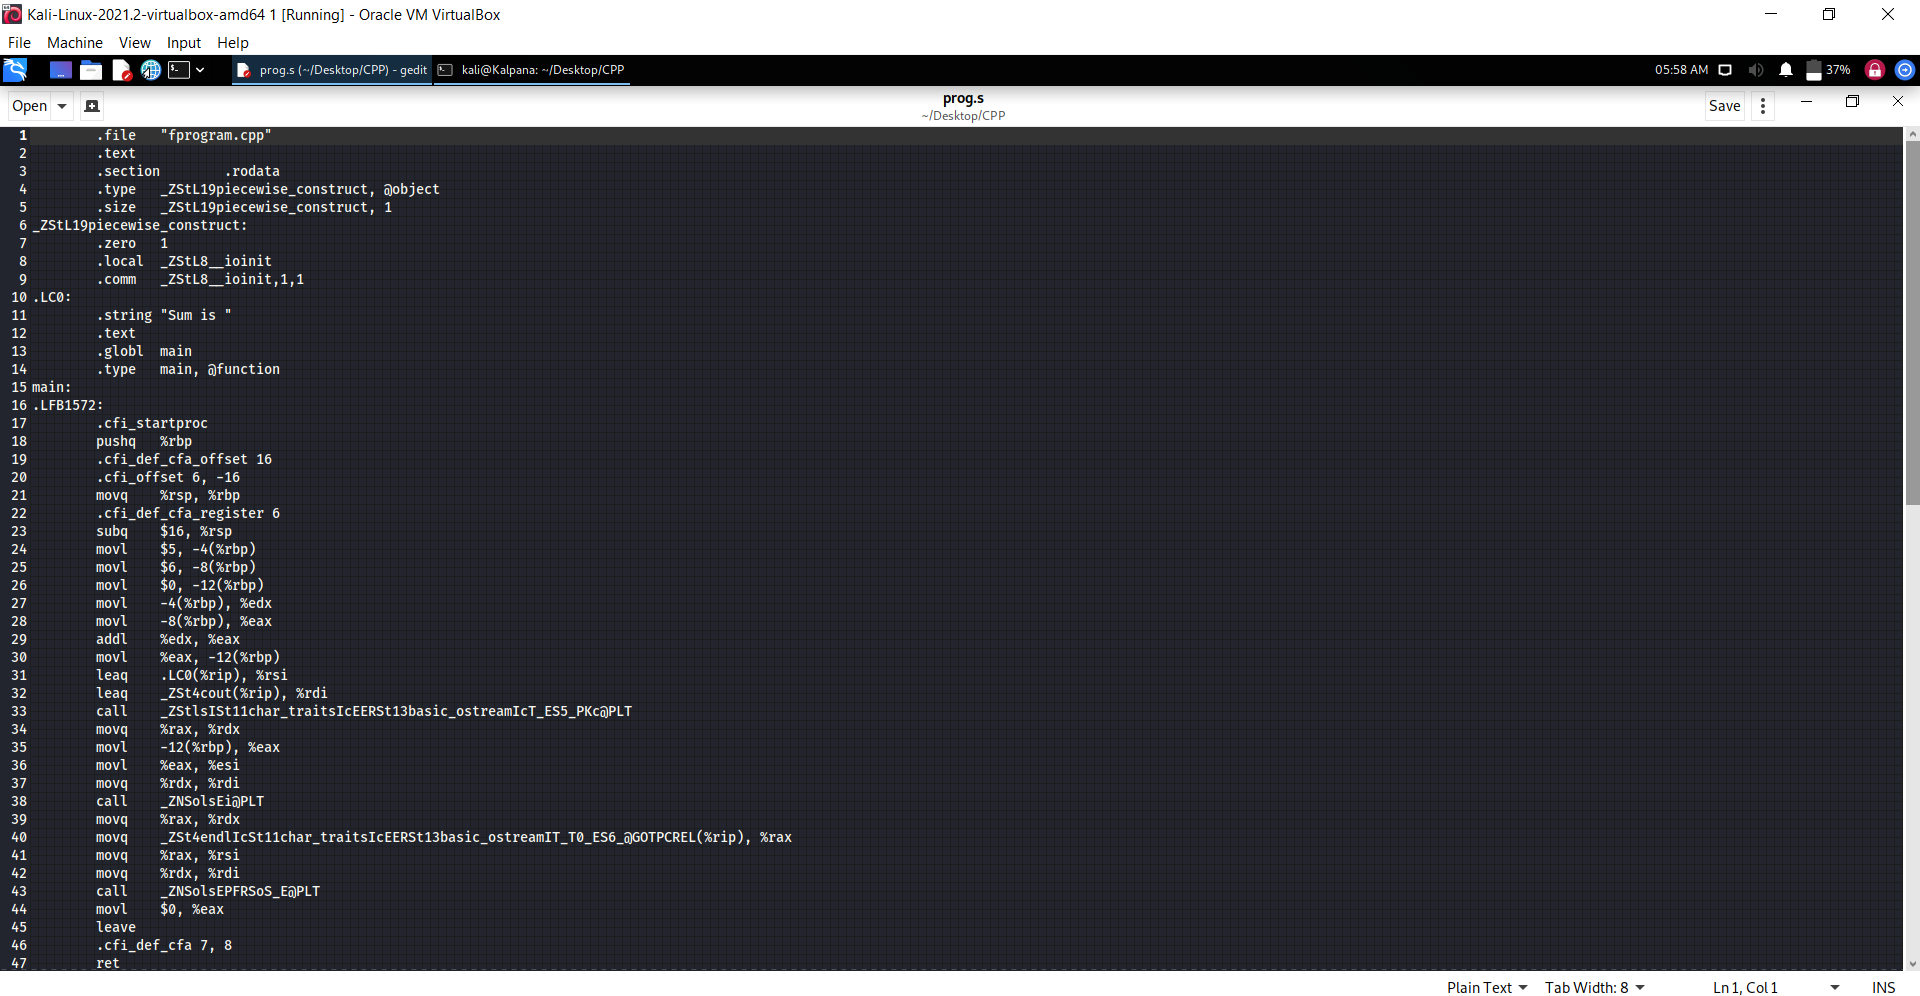 Kali-Linux-2021.2-virtualbox-amd64 1 [Running] - Oracle VM VirtualBox
File Machine View Input Help
prog.s (~/Desktop/CPP) - gedit kali@Kalpana: ~/Desktop/CPP 05:58 AM 37%
Open prog.s Save
~/Desktop/CPP
1 .file "fprogram.cpp"
2 .text
3 .section .rodata
4 .type _ZStL19piecewise_construct, @object
5 .size _ZStL19piecewise_construct, 1
6 _ZStL19piecewise_construct:
7 .zero 1
8 .local _ZStL8__ioinit
9 .comm _ZStL8__ioinit,1,1
10 .LC0:
11 .string "Sum is "
12 .text
13 .globl main
14 .type main, @function
15 main:
16 .LFB1572:
17 .cfi_startproc
18 pushq %rbp
19 .cfi_def_cfa_offset 16
20 .cfi_offset 6, -16
21 movq %rsp, %rbp
22 .cfi_def_cfa_register 6
23 subq $16, %rsp
24 movl $5, -4(%rbp)
25 movl $6, -8(%rbp)
26 movl $0, -12(%rbp)
27 movl -4(%rbp), %edx
28 movl -8(%rbp), %eax
29 addl %edx, %eax
30 movl %eax, -12(%rbp)
31 leaq .LC0(%rip), %rsi
32 leaq _ZSt4cout(%rip), %rdi
33 call _ZStlsISt11char_traitsIcEERSt13basic_ostreamIcT_ES5_PKc@PLT
34 movq %rax, %rdx
35 movl -12(%rbp), %eax
36 movl %eax, %esi
37 movq %rdx, %rdi
38 call _ZNSolsEi@PLT
39 movq %rax, %rdx
40 movq _ZSt4endlIcSt11char_traitsIcEERSt13basic_ostreamIT_T0_ES6_@GOTPCREL(%rip), %rax
41 movq %rax, %rsi
42 movq %rdx, %rdi
43 call _ZNSolsEPFRSoS_E@PLT
44 movl $0, %eax
45 leave
46 .cfi_def_cfa 7, 8
47 ret
Plain Text Tab Width: 8 Ln 1, Col 1 INS